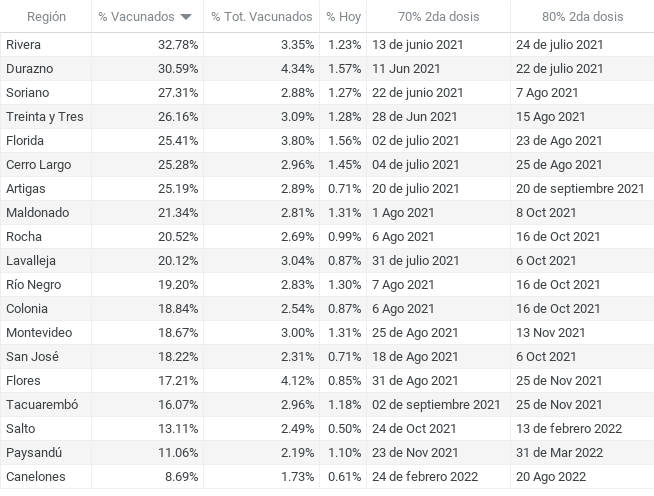 Región % Vacunados % Tot. Vacunados % Hoy 70% 2da dosis 80% 2da dosis
Rivera 32.78% 3.35% 1.23% 13 de junio 2021 24 de julio 2021
Durazno 30.59% 4.34% 1.57% 11 Jun 2021 22 de julio 2021
Soriano 27.31% 2.88% 1.27% 22 de junio 2021 7 Ago 2021
Treinta y Tres 26.16% 3.09% 1.28% 28 de Jun 2021 15 Ago 2021
Florida 25.41% 3.80% 1.56% 02 de julio 2021 23 de Ago 2021
Cerro Largo 25.28% 2.96% 1.45% 04 de julio 2021 25 de Ago 2021
Artigas 25.19% 2.89% 0.71% 20 de julio 2021 20 de septiembre 2021
Maldonado 21.34% 2.81% 1.31% 1 Ago 2021 8 Oct 2021
Rocha 20.52% 2.69% 0.99% 6 Ago 2021 16 de Oct 2021
Lavalleja 20.12% 3.04% 0.87% 31 de julio 2021 6 Oct 2021
Río Negro 19.20% 2.83% 1.30% 7 Ago 2021 16 de Oct 2021
Colonia 18.84% 2.54% 0.87% 6 Ago 2021 16 de Oct 2021
Montevideo 18.67% 3.00% 1.31% 25 de Ago 2021 13 Nov 2021
San José 18.22% 2.31% 0.71% 18 de Ago 2021 6 Oct 2021
Flores 17.21% 4.12% 0.85% 31 de Ago 2021 25 de Nov 2021
Tacuarembó 16.07% 2.96% 1.18% 02 de septiembre 2021 25 de Nov 2021
Salto 13.11% 2.49% 0.50% 24 de Oct 2021 13 de febrero 2022
Paysandú 11.06% 2.19% 1.10% 23 de Nov 2021 31 de Mar 2022
Canelones 8.69% 1.73% 0.61% 24 de febrero 2022 20 Ago 2022